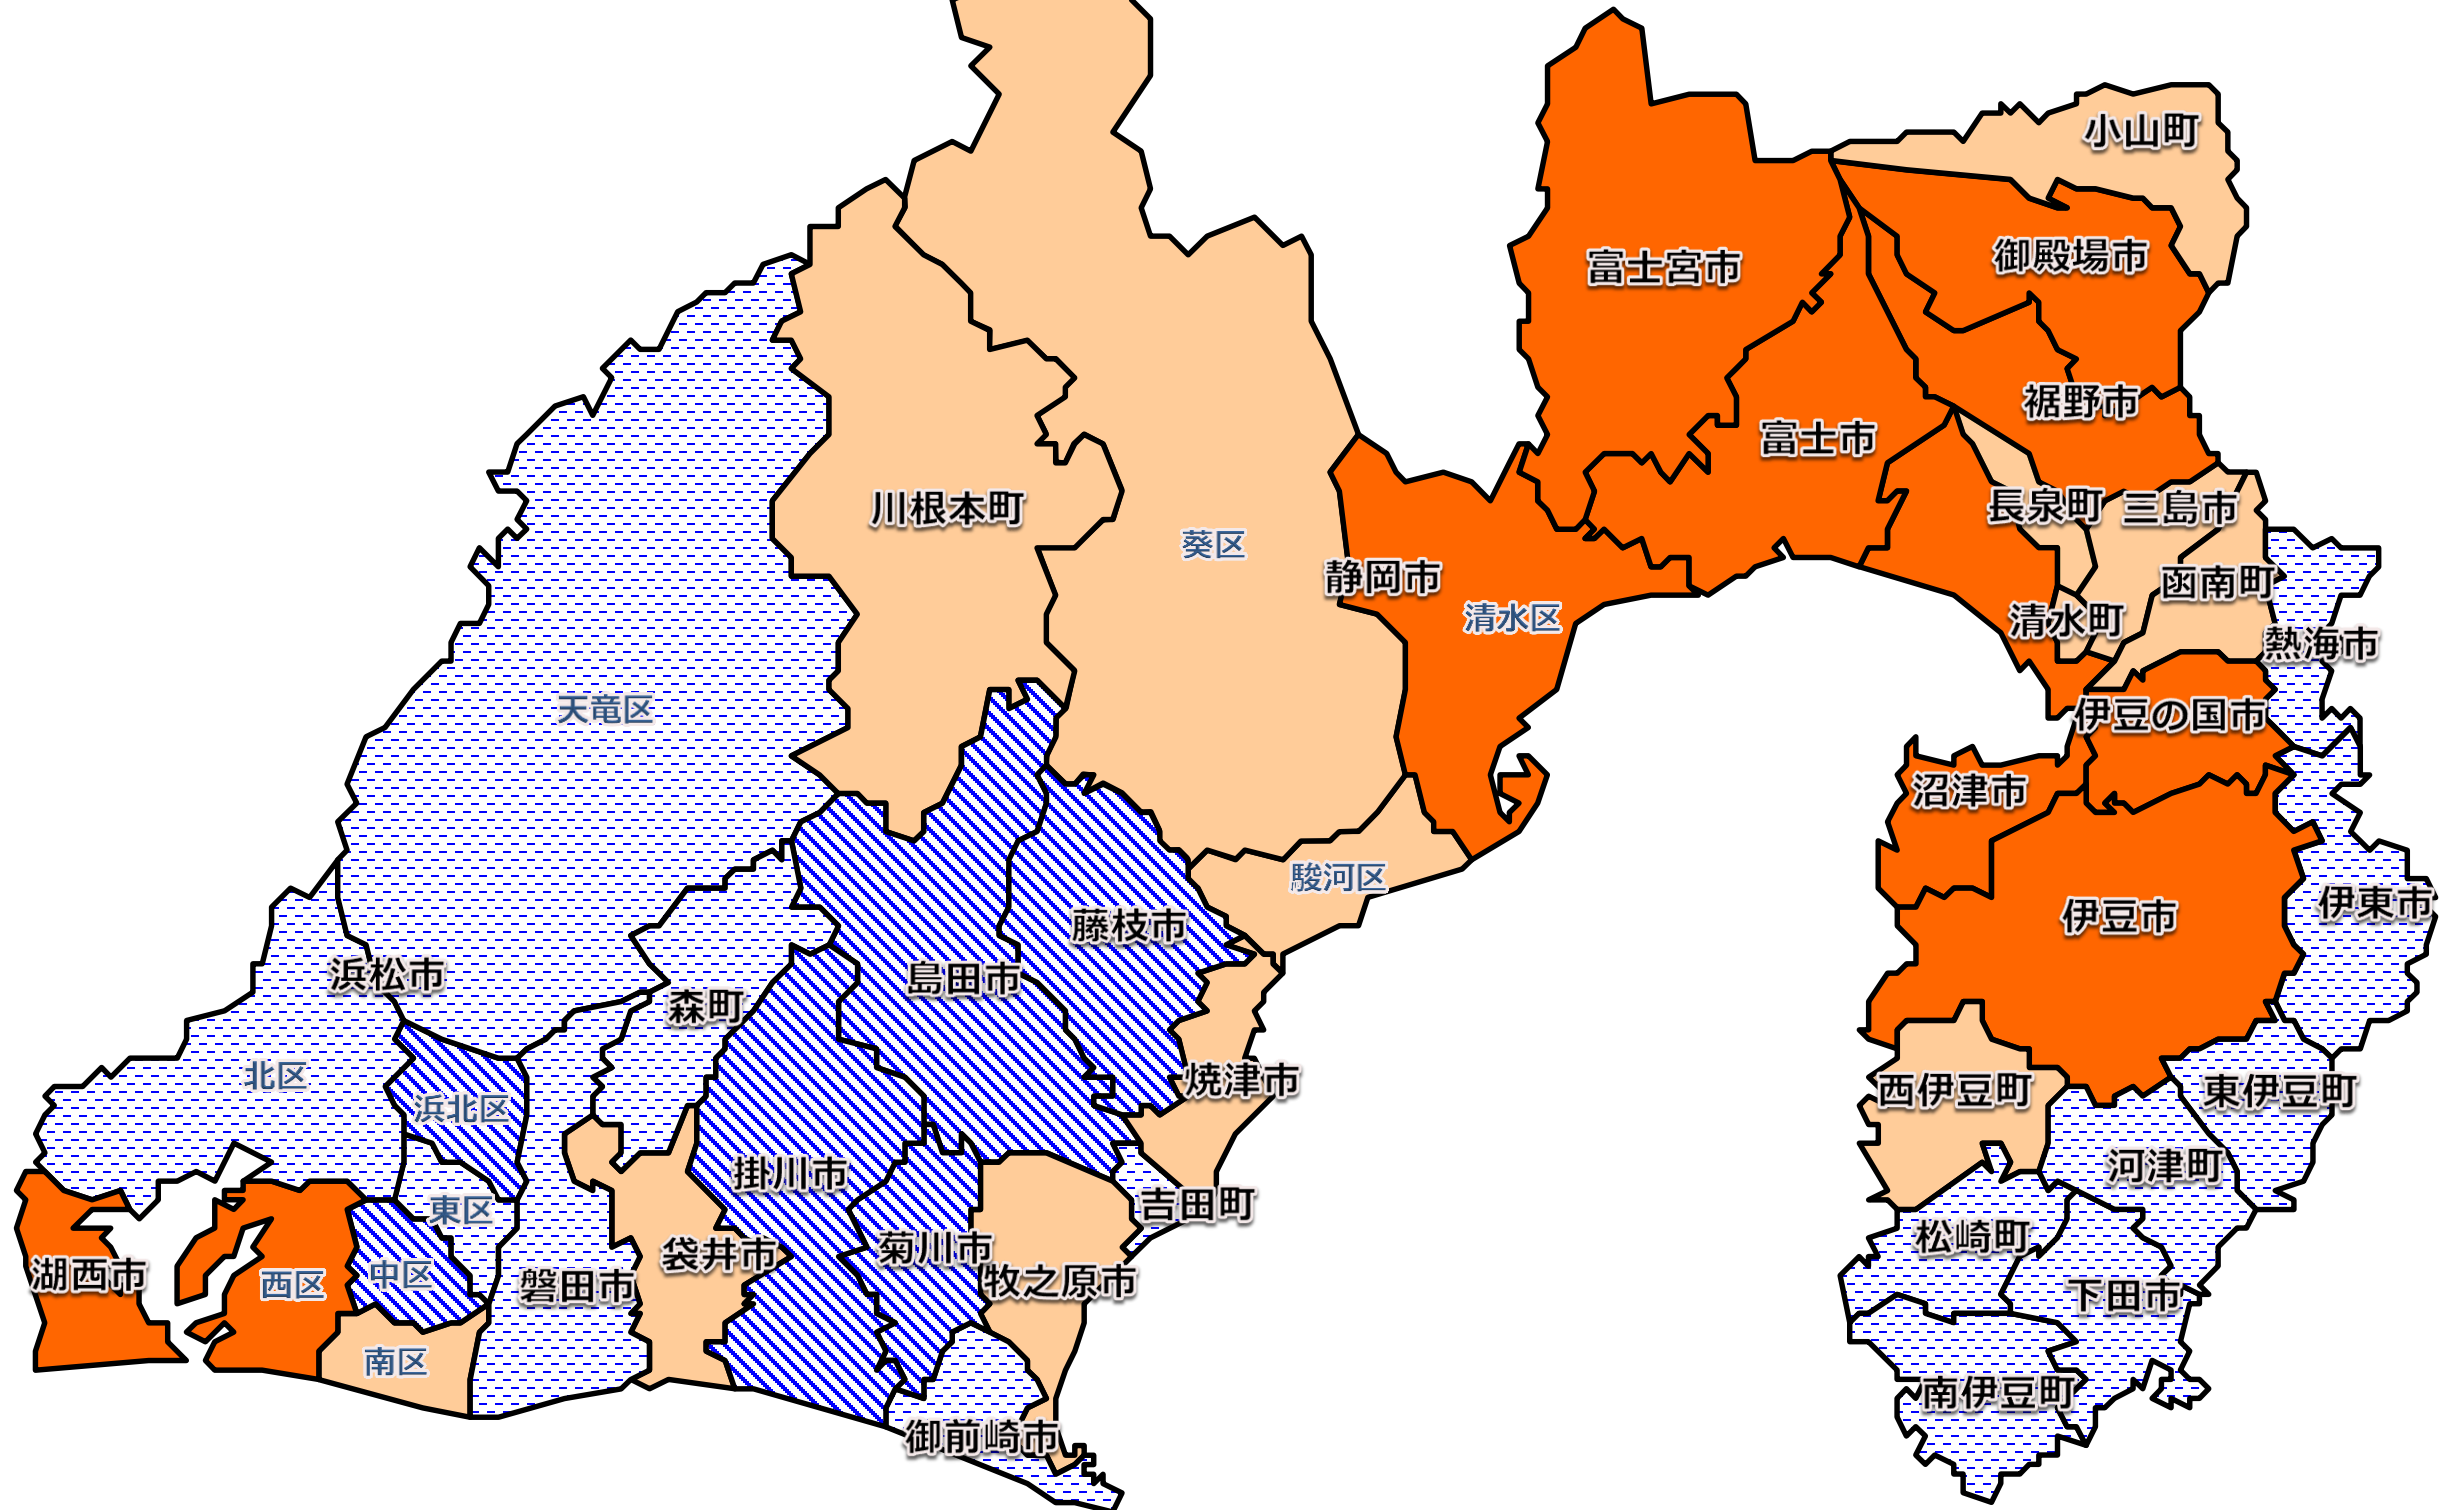 小山町
御殿場市
富士宮市
裾野市
富士市
川根本町
長泉町
三島市
葵区
静岡市
函南町
清水区
清水町
熱海市
天竜区
伊豆の国市
沼津市
駿河区
伊東市
伊豆市
藤枝市
浜松市
島田市
森町
北区
焼津市
西伊豆町
東伊豆町
浜北区
掛川市
河津町
東区
吉田町
松崎町
菊川市
袋井市
湖西市
中区
西区
磐田市
牧之原市
下田市
南区
南伊豆町
御前崎市